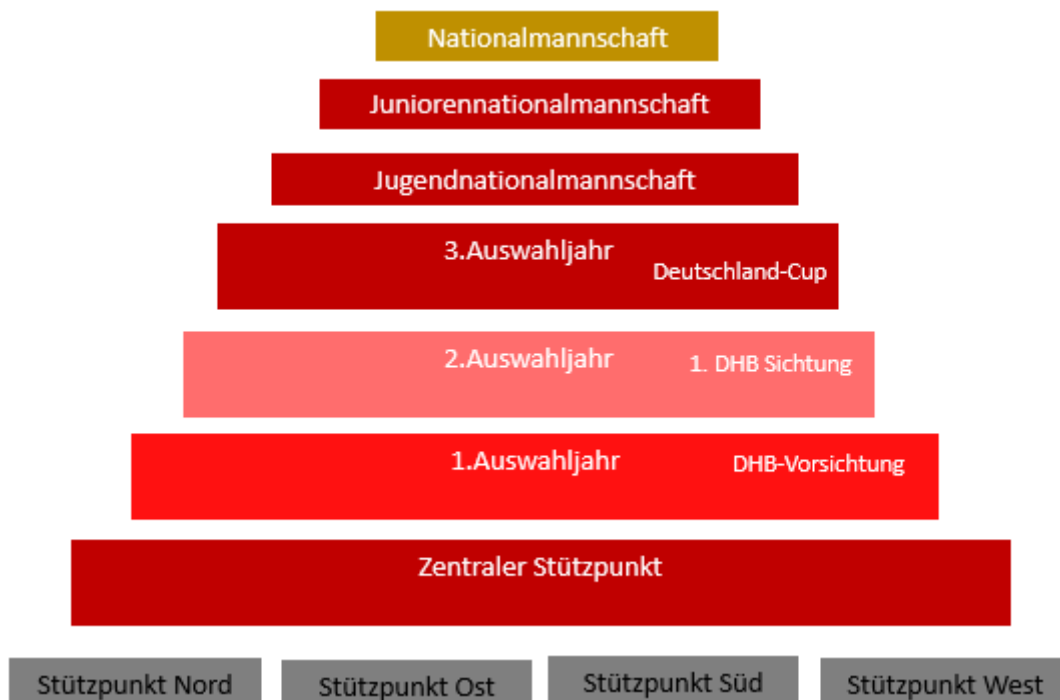 Nationalmannschaft
Juniorennationalmannschaft
Jugendnationalmannschaft
3.Auswahljahr
Deutschland-Cup
2.Auswahljahr
1. DHB Sichtung
1.Auswahljahr
DHB-Vorsichtung
Zentraler Stützpunkt
Stützpunkt Nord
Stützpunkt Ost
Stützpunkt Süd
Stützpunkt West